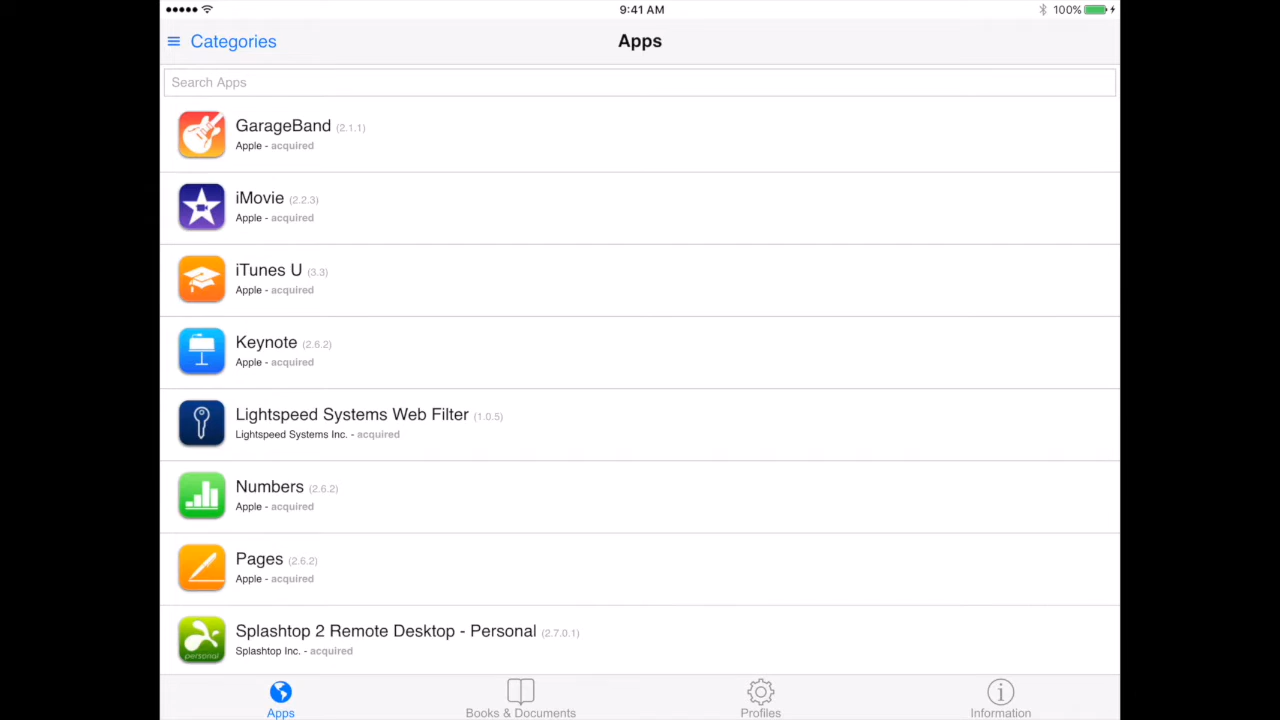 9:41 AM
100%
Categories
Apps
Search Apps
GarageBand (2.1.1)
Apple - acquired
iMovie (2.2.3)
Apple - acquired
iTunes U (3.3)
Apple - acquired
Keynote (2.6.2)
Apple - acquired
Lightspeed Systems Web Filter (1.0.5)
Lightspeed Systems Inc. - acquired
Numbers (2.6.2)
Apple - acquired
Pages (2.6.2)
Apple - acquired
Splashtop 2 Remote Desktop - Personal (2.7.0.1)
personal
Splashtop Inc. - acquired
Apps
Books & Documents
Profiles
Information